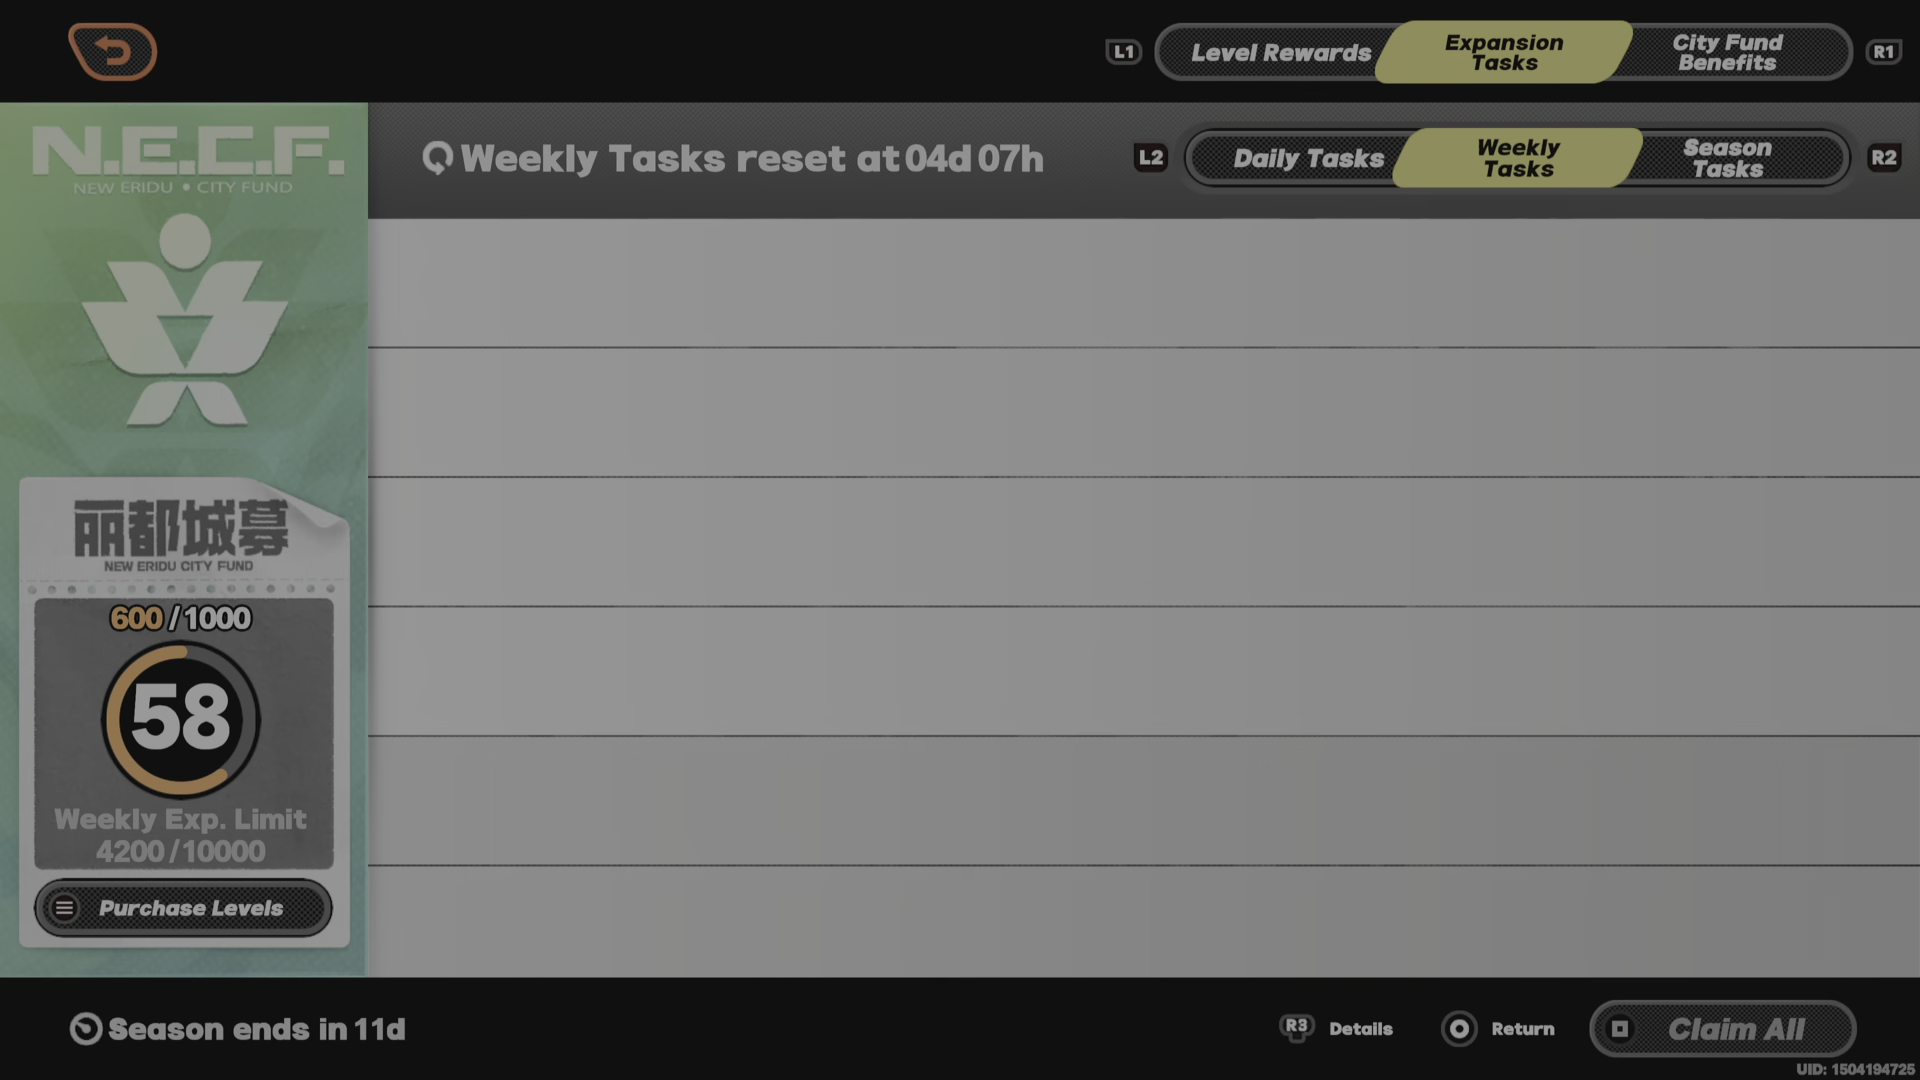 L1
Level Rewards
Expansion
Tasks
City Fund
Benefits
R1
N.E.C.F.
NEW ERIDU • CITY FUND
Weekly Tasks reset at 04d 07h
L2
Daily Tasks
Weekly
Tasks
Season
Tasks
R2
丽都城募
NEW ERIDU CITY FUND
600/1000
58
Weekly Exp. Limit
4200/10000
Purchase Levels
Season ends in 11d
R3
Details
Return
Claim All
UID: 1504194725